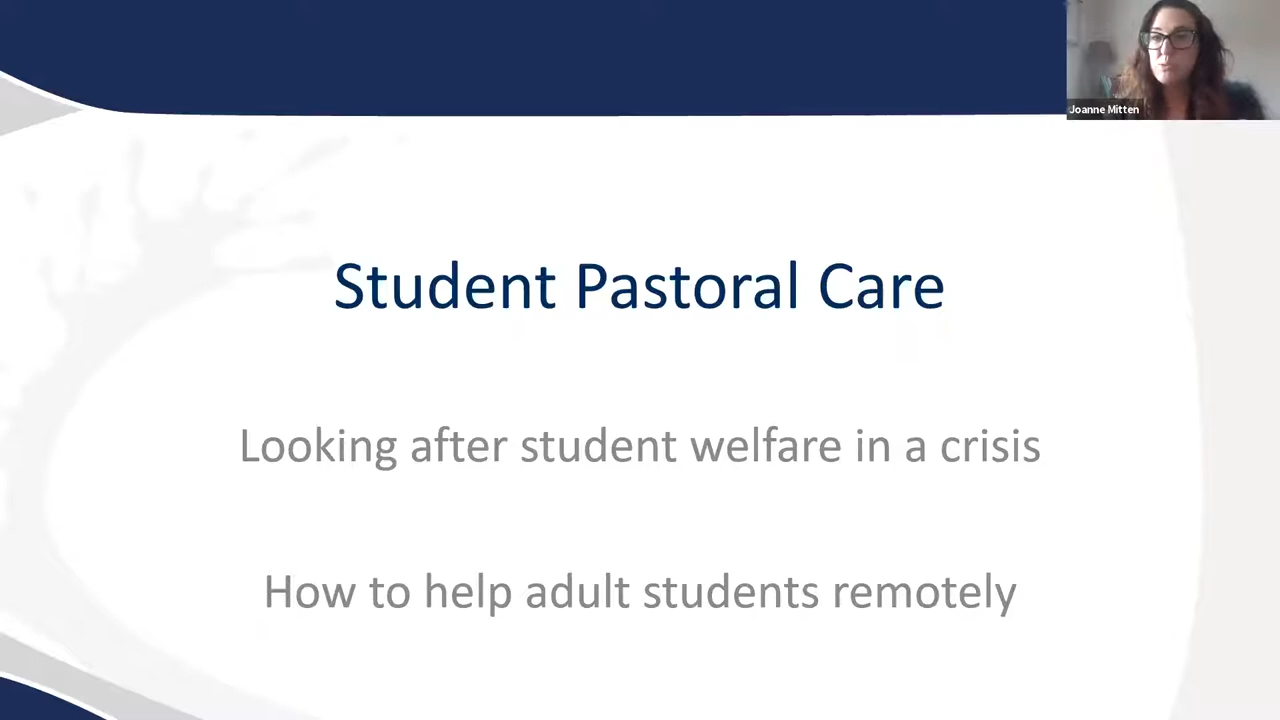 Joanne Mitten
Student Pastoral Care
Looking after student welfare in a crisis
How to help adult students remotely